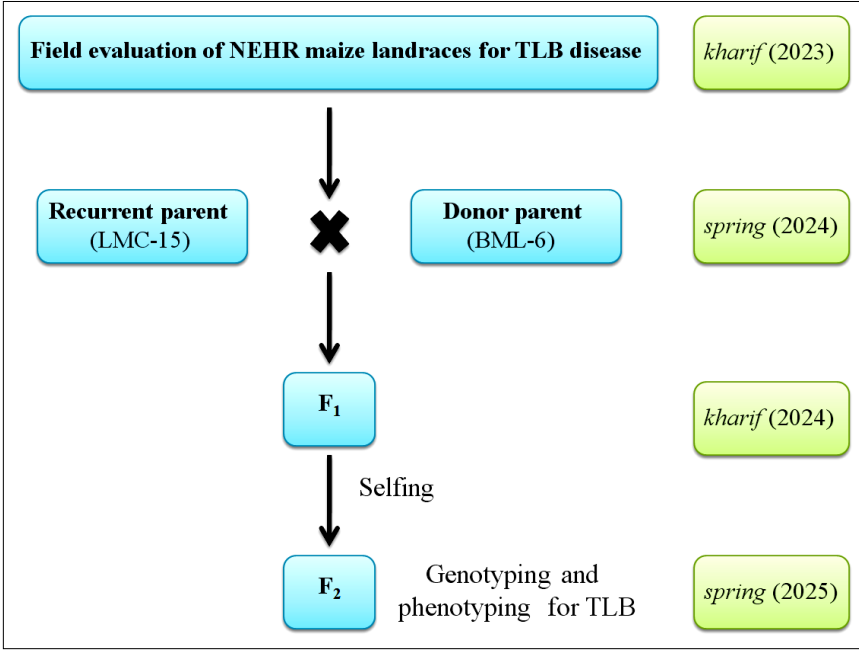 Field evaluation of NEHR maize landraces for TLB disease
kharif (2023)
Recurrent parent
(LMC-15)
Donor parent
(BML-6)
spring (2024)
F₁
kharif (2024)
Selfing
F₂
Genotyping and
phenotyping for TLB
spring (2025)